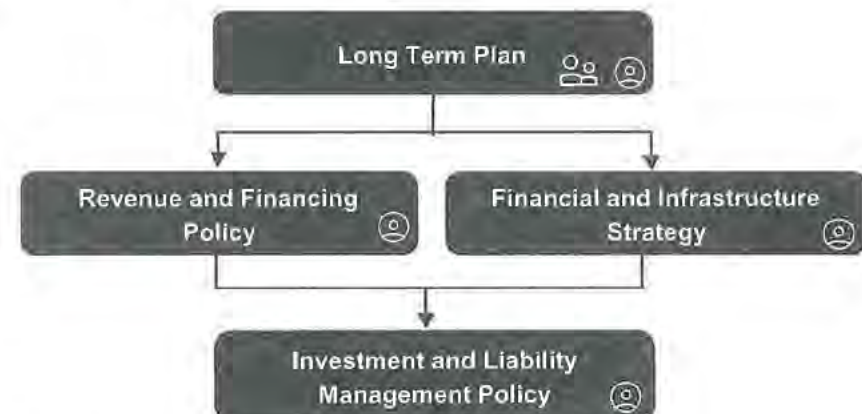 Long Term Plan
Revenue and Financing
Policy
Financial and Infrastructure
Strategy
Investment and Liability
Management Policy